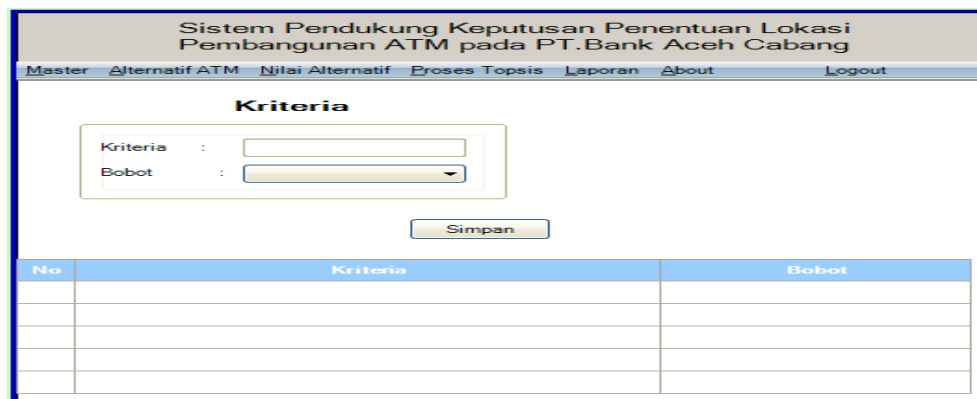 Sistem Pendukung Keputusan Penentuan Lokasi
Pembangunan ATM pada PT.Bank Aceh Cabang
Master Alternatif ATM Nilai Alternatif Proses Topsis Laporan About Logout
Kriteria
Kriteria :
Bobot :
Simpan
No Kriteria Bobot